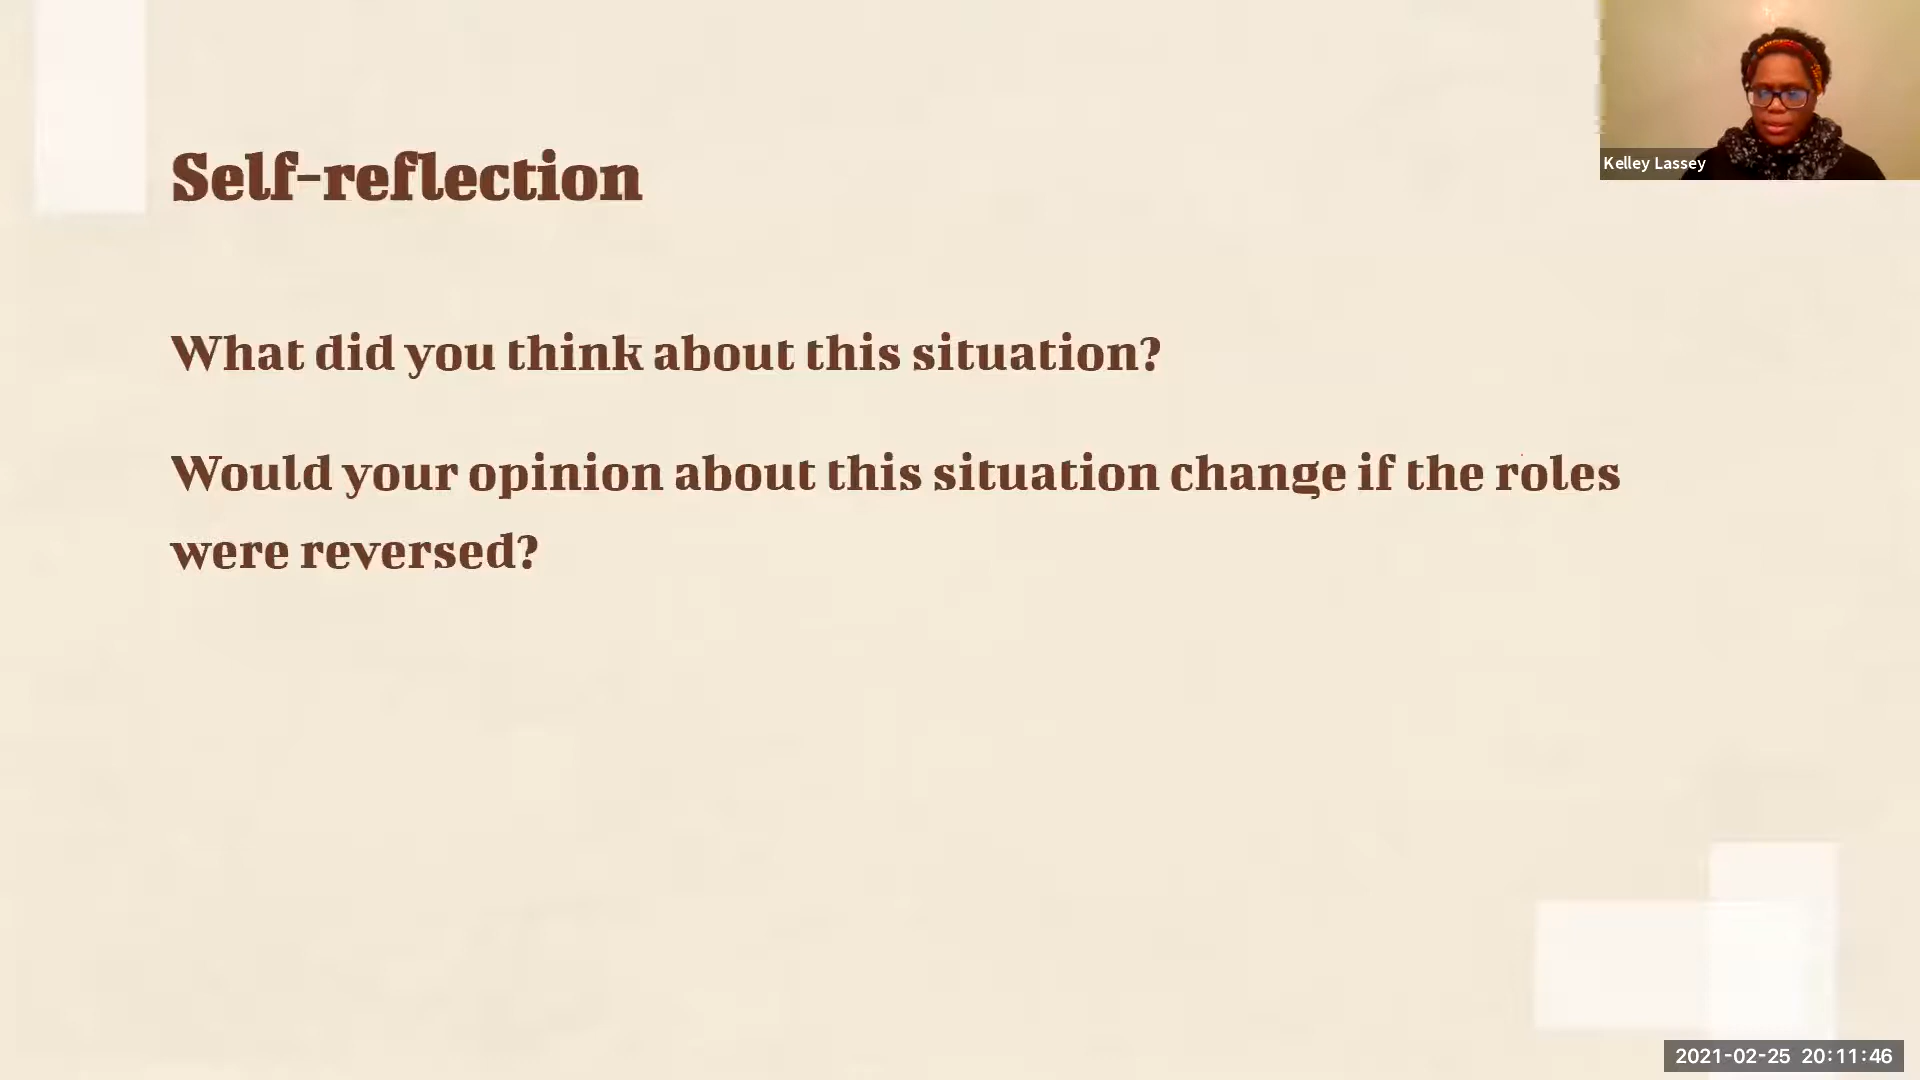 Self-reflection
Kelley Lassey
What did you think about this situation?
Would your opinion about this situation change if the roles
were reversed?
2021-02-25 20:11:46